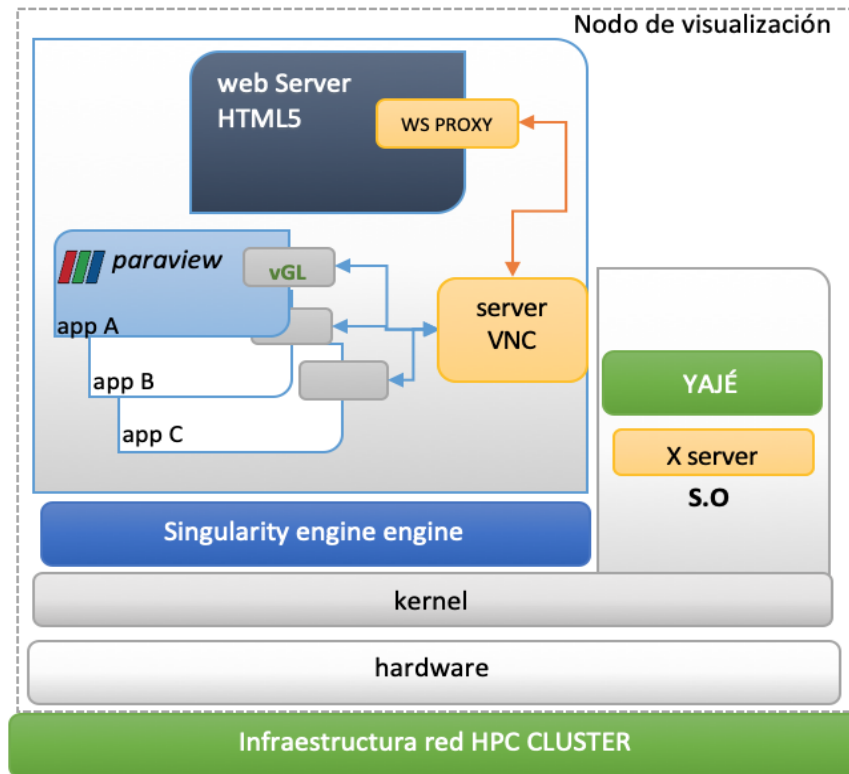 Nodo de visualización
web Server
HTML5
WS PROXY
paraview
vGL
app A
app B
app C
server
VNC
YAJÉ
X server
S.O
Singularity engine engine
kernel
hardware
Infraestructura red HPC CLUSTER